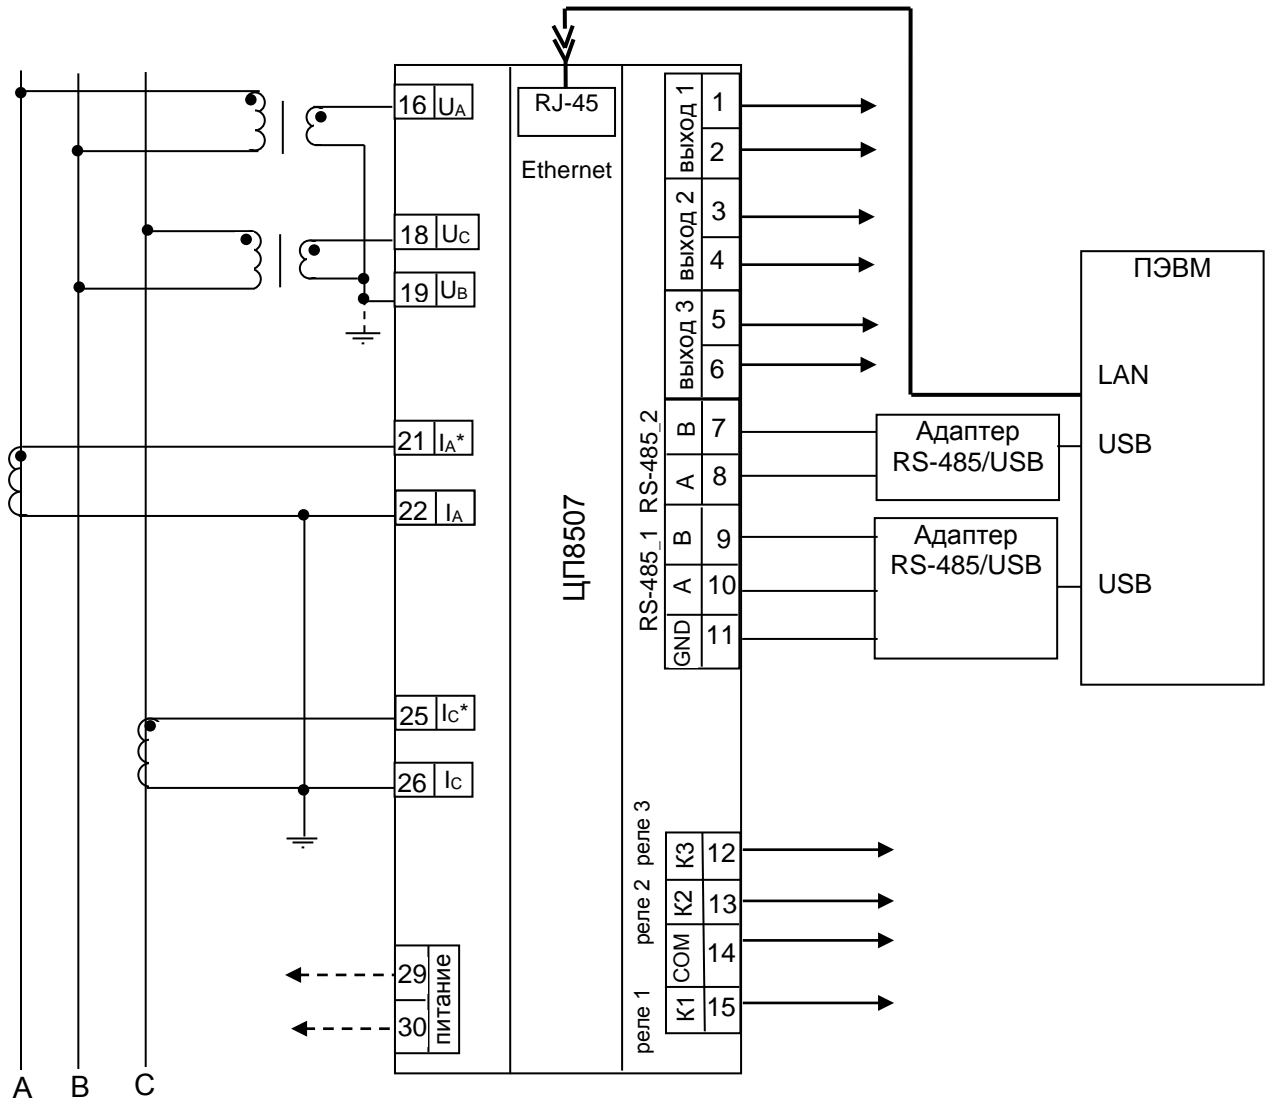 16 UA
18 UC
19 UB
21 IA*
22 IA
25 IC*
26 IC
29
30
питание
A
B
C
RJ-45
Ethernet
ЦП8507
выход 1
1
2
выход 2
3
4
выход 3
5
6
RS-485_2
B 7
A 8
RS-485_1
B 9
A 10
GND 11
реле 3
К3 12
реле 2
К2 13
COM 14
реле 1
К1 15
Адаптер
RS-485/USB
Адаптер
RS-485/USB
ПЭВМ
LAN
USB
USB